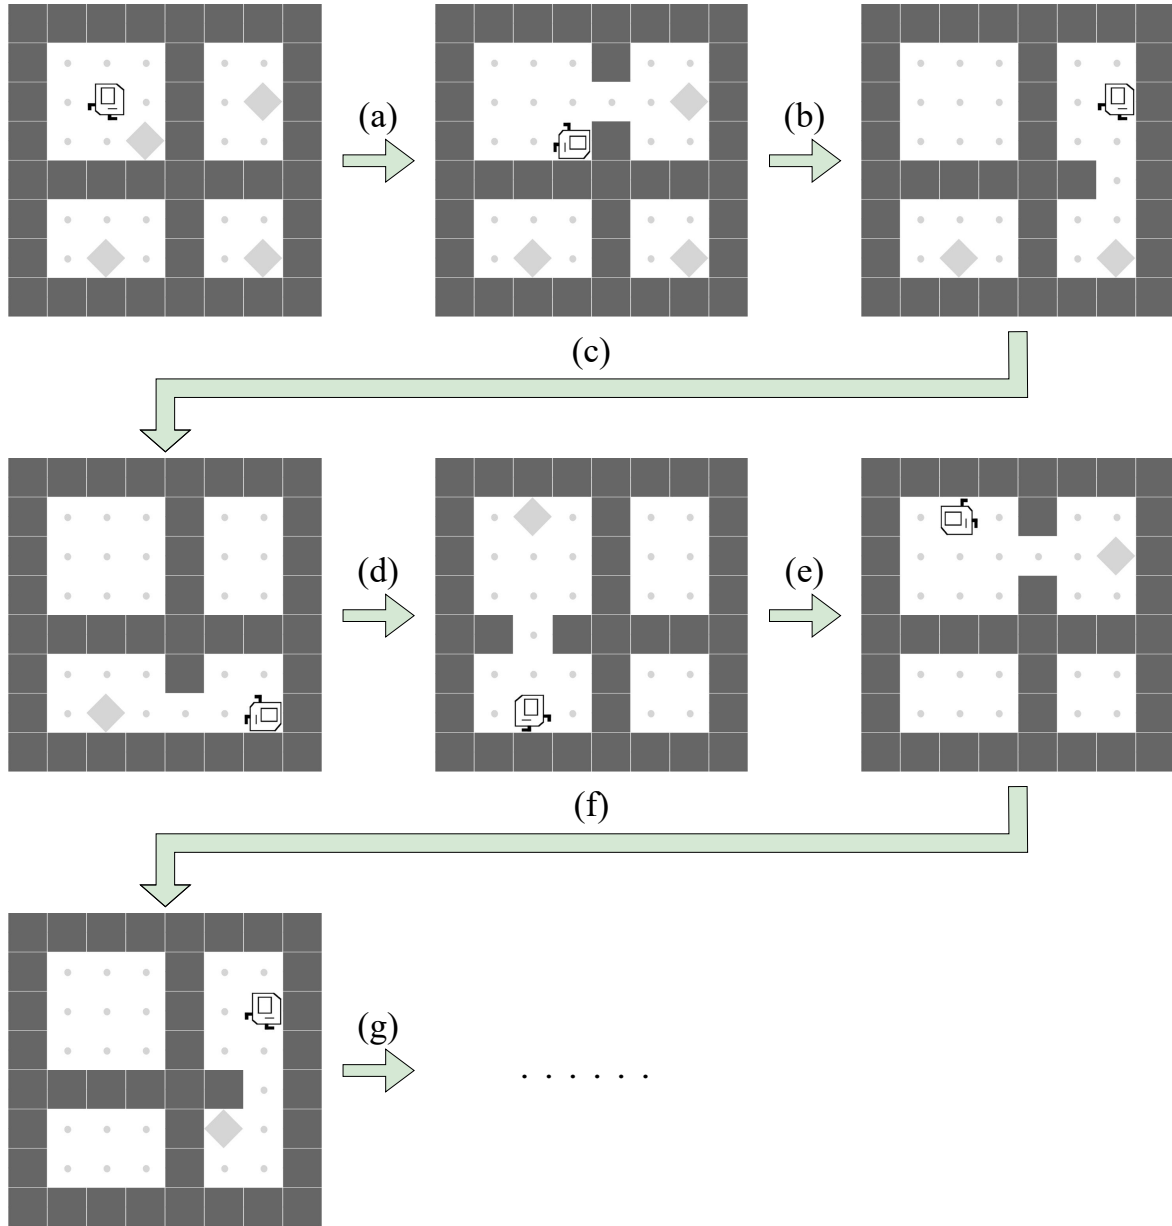 (a)
(b)
(c)
(d)
(e)
(f)
(g)
. . . . . .